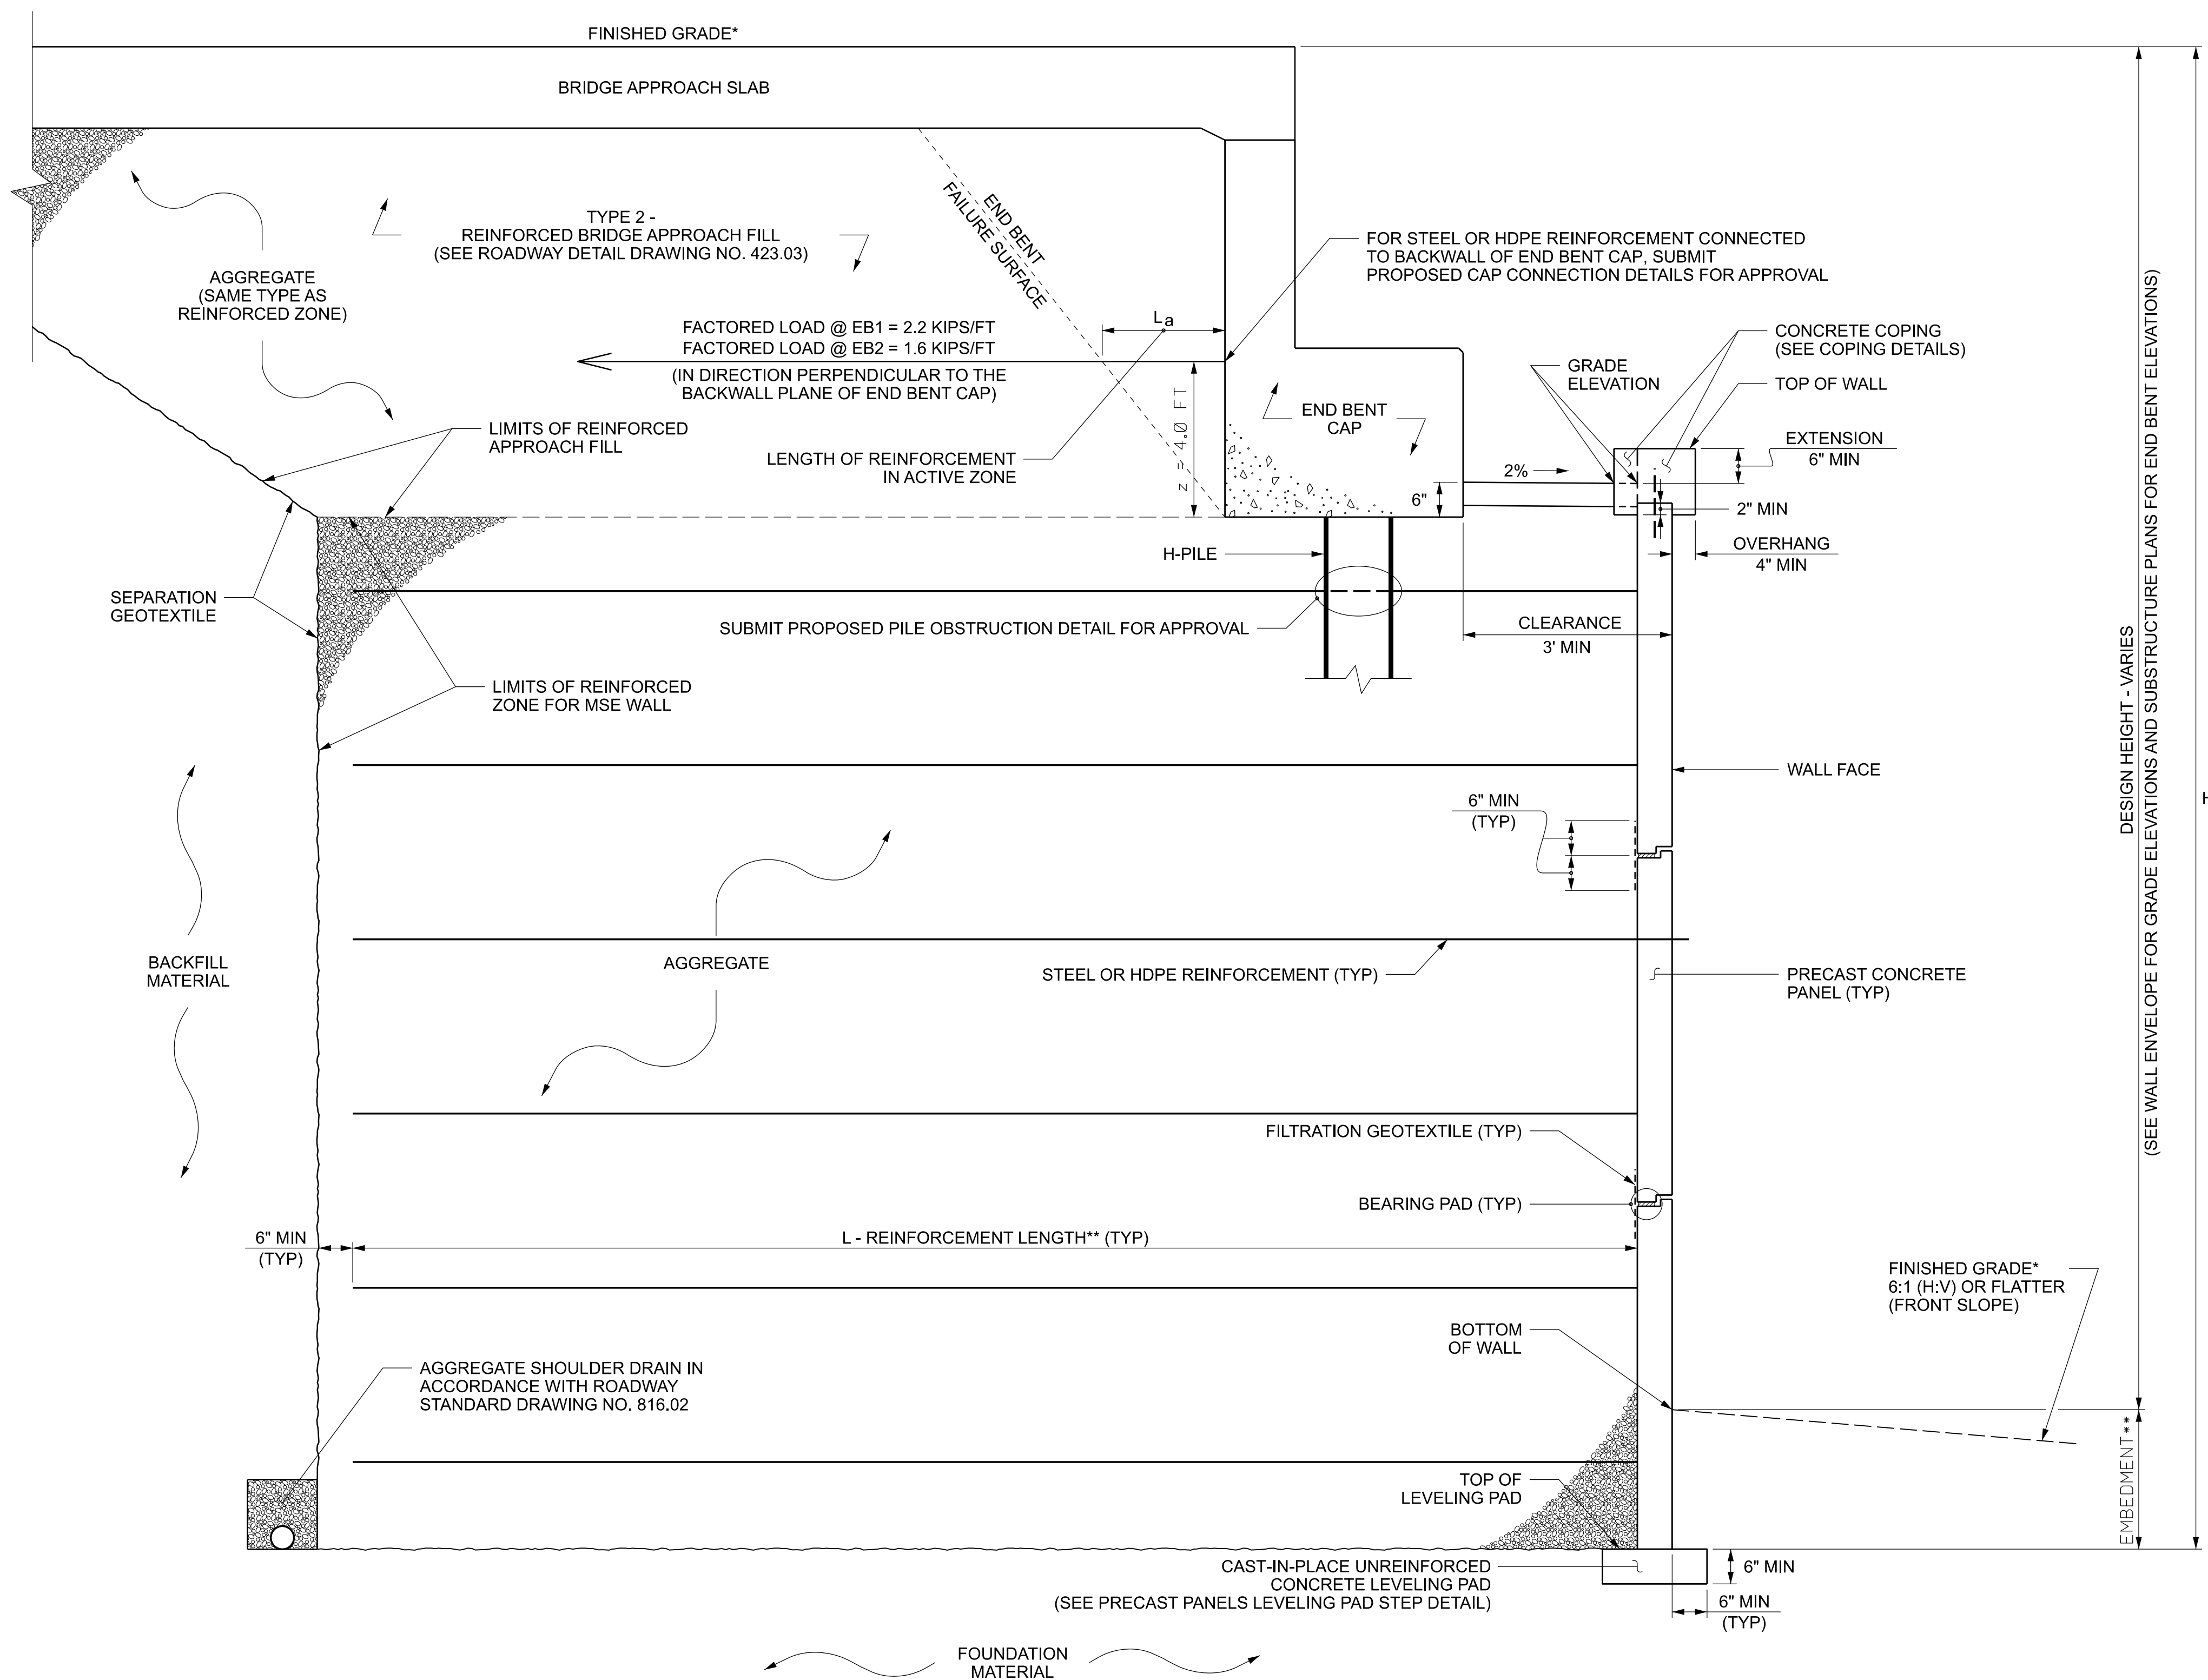 FINISHED GRADE*
BRIDGE APPROACH SLAB
END BENT
FAILURE SURFACE
TYPE 2 -
REINFORCED BRIDGE APPROACH FILL
(SEE ROADWAY DETAIL DRAWING NO. 423.03)
FOR STEEL OR HDPE REINFORCEMENT CONNECTED
TO BACKWALL OF END BENT CAP, SUBMIT
PROPOSED CAP CONNECTION DETAILS FOR APPROVAL
AGGREGATE
(SAME TYPE AS
REINFORCED ZONE)
La
FACTORED LOAD @ EB1 = 2.2 KIPS/FT
FACTORED LOAD @ EB2 = 1.6 KIPS/FT
(IN DIRECTION PERPENDICULAR TO THE
BACKWALL PLANE OF END BENT CAP)
CONCRETE COPING
(SEE COPING DETAILS)
GRADE
ELEVATION
TOP OF WALL
z = 4.0 FT
END BENT
CAP
LIMITS OF REINFORCED
APPROACH FILL
EXTENSION
6" MIN
LENGTH OF REINFORCEMENT
IN ACTIVE ZONE
2%
6"
2" MIN
H-PILE
OVERHANG
4" MIN
SEPARATION
GEOTEXTILE
SUBMIT PROPOSED PILE OBSTRUCTION DETAIL FOR APPROVAL
CLEARANCE
3' MIN
LIMITS OF REINFORCED
ZONE FOR MSE WALL
DESIGN HEIGHT - VARIES
(SEE WALL ENVELOPE FOR GRADE ELEVATIONS AND SUBSTRUCTURE PLANS FOR END BENT ELEVATIONS)
WALL FACE
6" MIN
(TYP)
BACKFILL
MATERIAL
AGGREGATE
STEEL OR HDPE REINFORCEMENT (TYP)
PRECAST CONCRETE
PANEL (TYP)
FILTRATION GEOTEXTILE (TYP)
BEARING PAD (TYP)
6" MIN
(TYP)
L - REINFORCEMENT LENGTH** (TYP)
FINISHED GRADE*
6:1 (H:V) OR FLATTER
(FRONT SLOPE)
BOTTOM
OF WALL
AGGREGATE SHOULDER DRAIN IN
ACCORDANCE WITH ROADWAY
STANDARD DRAWING NO. 816.02
EMBEDMENT**
TOP OF
LEVELING PAD
CAST-IN-PLACE UNREINFORCED
CONCRETE LEVELING PAD
(SEE PRECAST PANELS LEVELING PAD STEP DETAIL)
6" MIN
6" MIN
(TYP)
FOUNDATION
MATERIAL